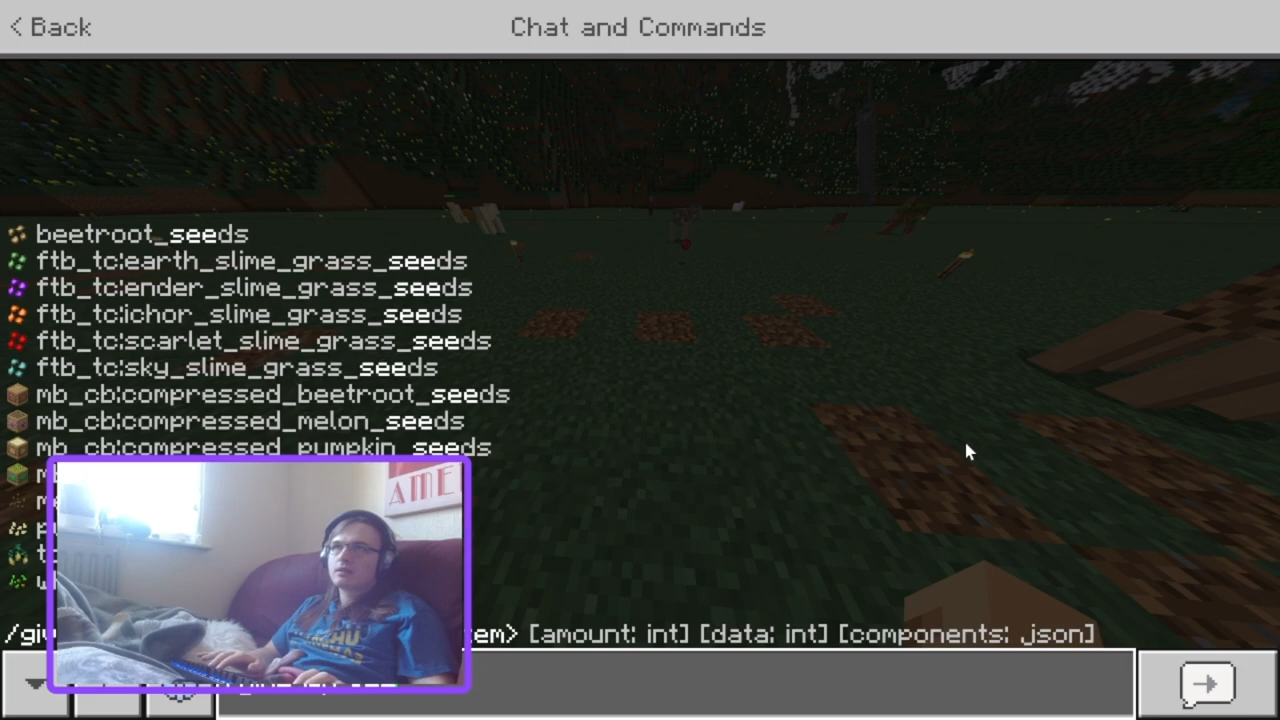 < Back
Chat and Commands
beetroot_seeds
ftb_tc:earth_slime_grass_seeds
ftb_tc:ender_slime_grass_seeds
ftb_tc:ichor_slime_grass_seeds
ftb_tc:scarlet_slime_grass_seeds
ftb_tc:sky_slime_grass_seeds
mb_cb:compressed_beetroot_seeds
mb_cb:compressed_melon_seeds
mb_cb:compressed_pumpkin_seeds
AME
[amount: int] [data: int] [components: json]